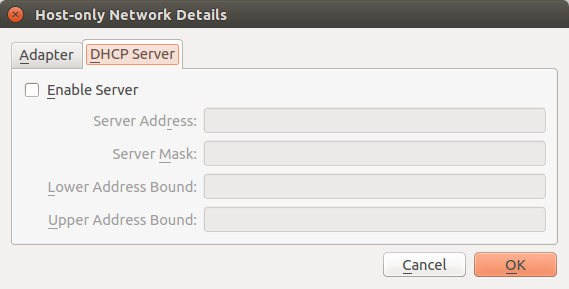 Host-only Network Details
Adapter DHCP Server
Enable Server
Server Address:
Server Mask:
Lower Address Bound:
Upper Address Bound:
Cancel OK